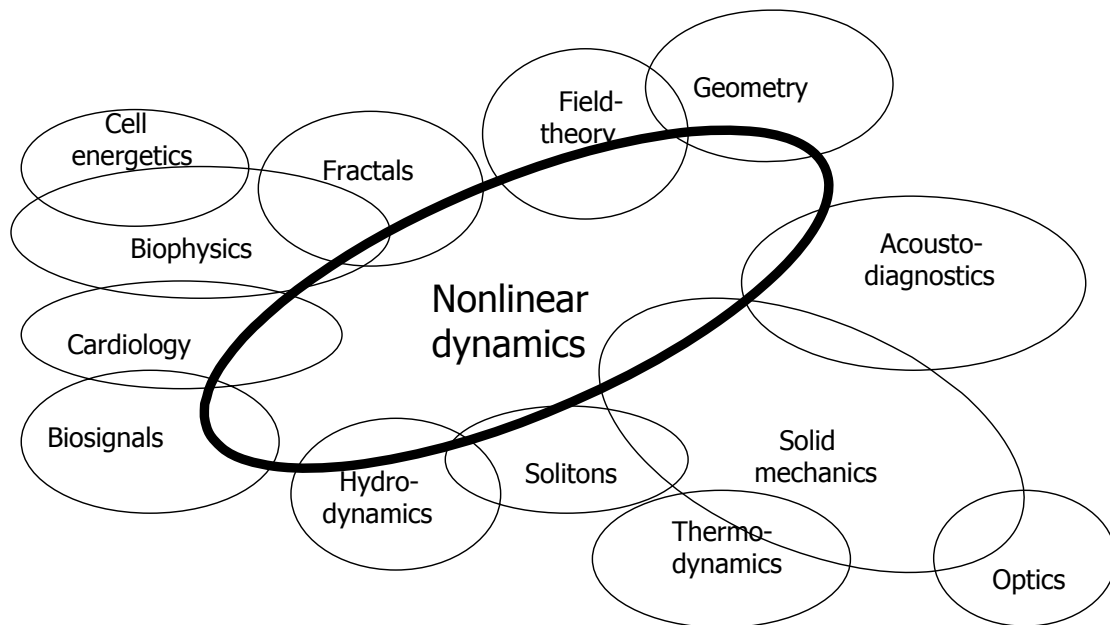 Cell
energetics
Fractals
Field-
theory
Geometry
Biophysics
Acousto-
diagnostics
Nonlinear
dynamics
Cardiology
Biosignals
Hydro-
dynamics
Solitons
Solid
mechanics
Thermo-
dynamics
Optics